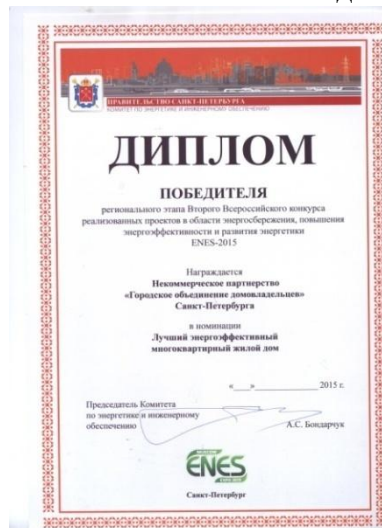 ПРАВИТЕЛЬСТВО САНКТ-ПЕТЕРБУРГА
КОМИТЕТ ПО ЭНЕРГЕТИКЕ И ИНЖЕНЕРНОМУ ОБЕСПЕЧЕНИЮ
ДИПЛОМ
ПОБЕДИТЕЛЯ
регионального этапа Второго Всероссийского конкурса
реализованных проектов в области энергосбережения, повышения
энергоэффективности и развития энергетики
ENES-2015
Награждается
Некоммерческое партнерство
«Городское объединение домовладельцев»
Санкт-Петербурга
в номинации
Лучший энергоэффективный
многоквартирный жилой дом
«___»______________ 2015 г.
Председатель Комитета
по энергетике и инженерному
обеспечению
А.С. Бондарчук
ENES
Санкт-Петербург